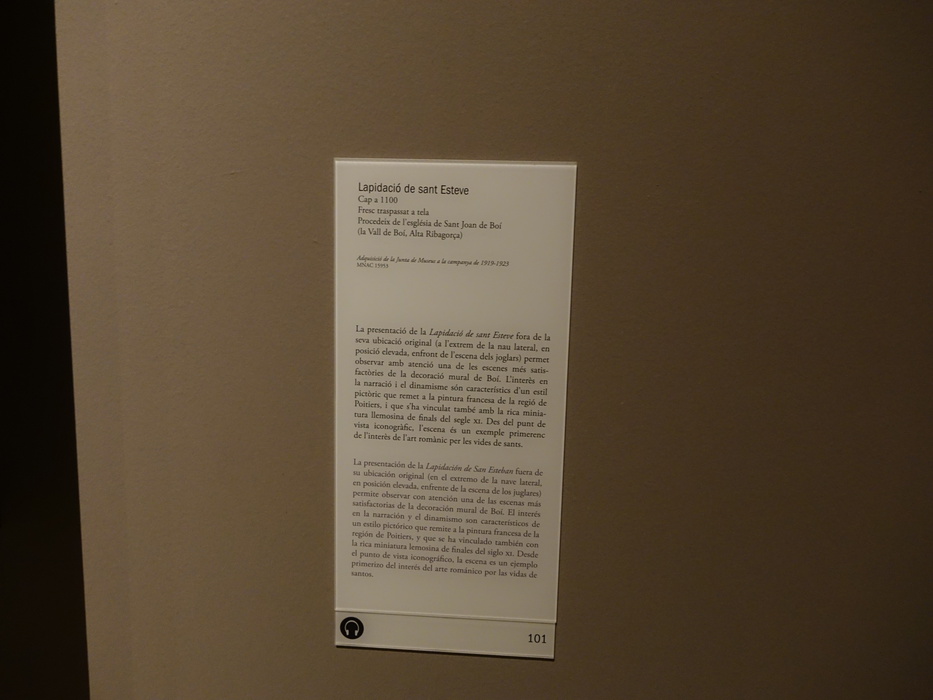 Lapidació de sant Esteve
Cap a 1100
Fresc traspassat a tela
Procedeix de l'església de Sant Joan de Boí
(la Vall de Boí, Alta Ribagorça)
Adquisició de la Junta de Museus a la campanya de 1919-1923
MNAC 15953
La presentació de la Lapidació de sant Esteve fora de la
seva ubicació original (a l'extrem de la nau lateral, en
posició elevada, enfront de l'escena dels joglars) permet
observar amb atenció una de les escenes més satis-
factòries de la decoració mural de Boí. L'interès en
la narració i el dinamisme són característics d'un estil
pictòric que remet a la pintura francesa de la regió de
Poitiers, i que s'ha vinculat també amb la rica minia-
tura llemosina de finals del segle XI. Des del punt de
vista iconogràfic, l'escena és un exemple primerenc
de l'interès de l'art romànic per les vides de sants.
La presentación de la Lapidación de San Esteban fuera de
su ubicación original (en el extremo de la nave lateral,
en posición elevada, enfrente de la escena de los juglares)
permite observar con atención una de las escenas más
satisfactorias de la decoración mural de Boí. El interés
en la narración y el dinamismo son característicos de
un estilo pictórico que remite a la pintura francesa de la
región de Poitiers, y que se ha vinculado también con
la rica miniatura lemosina de finales del siglo XI. Desde
el punto de vista iconográfico, la escena es un ejemplo
primerizo del interés del arte románico por las vidas de
santos.
101